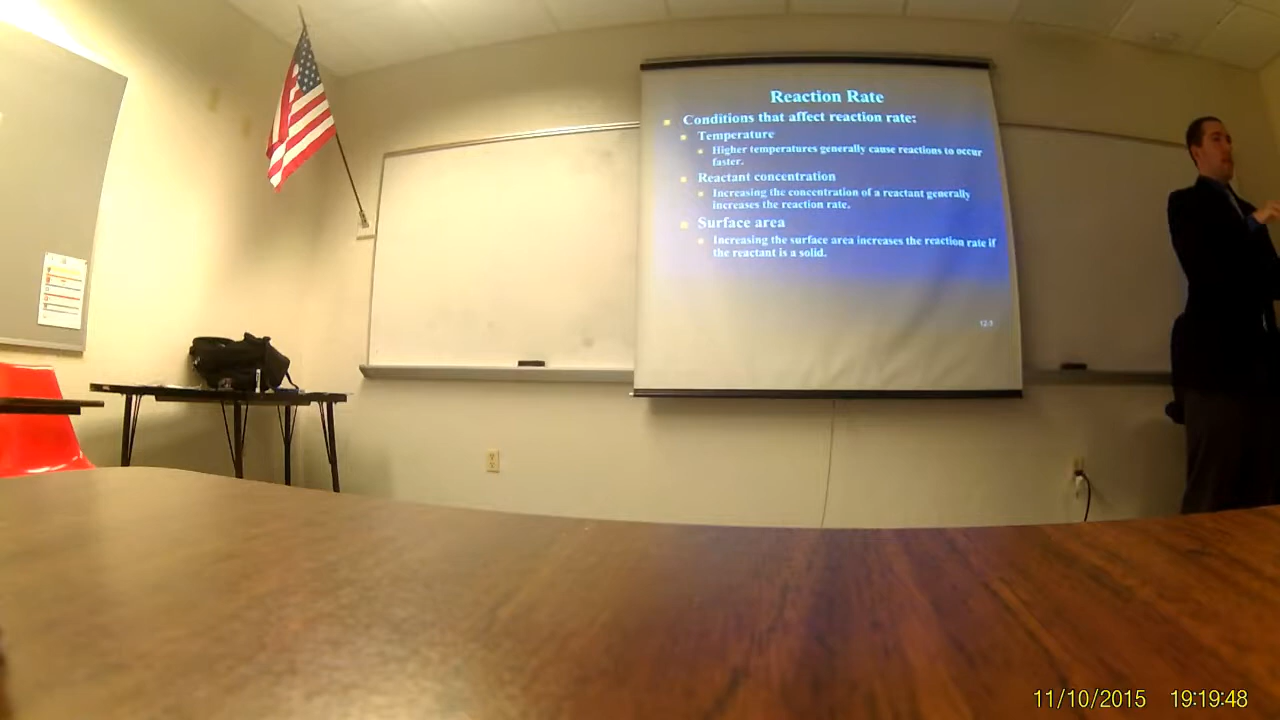 Reaction Rate
Conditions that affect reaction rate:
Temperature
Higher temperatures generally cause reactions to occur
faster.
Reactant concentration
Increasing the concentration of a reactant generally
increases the reaction rate.
Surface area
Increasing the surface area increases the reaction rate if
the reactant is a solid.
12-3
11/10/2015 19:19:48